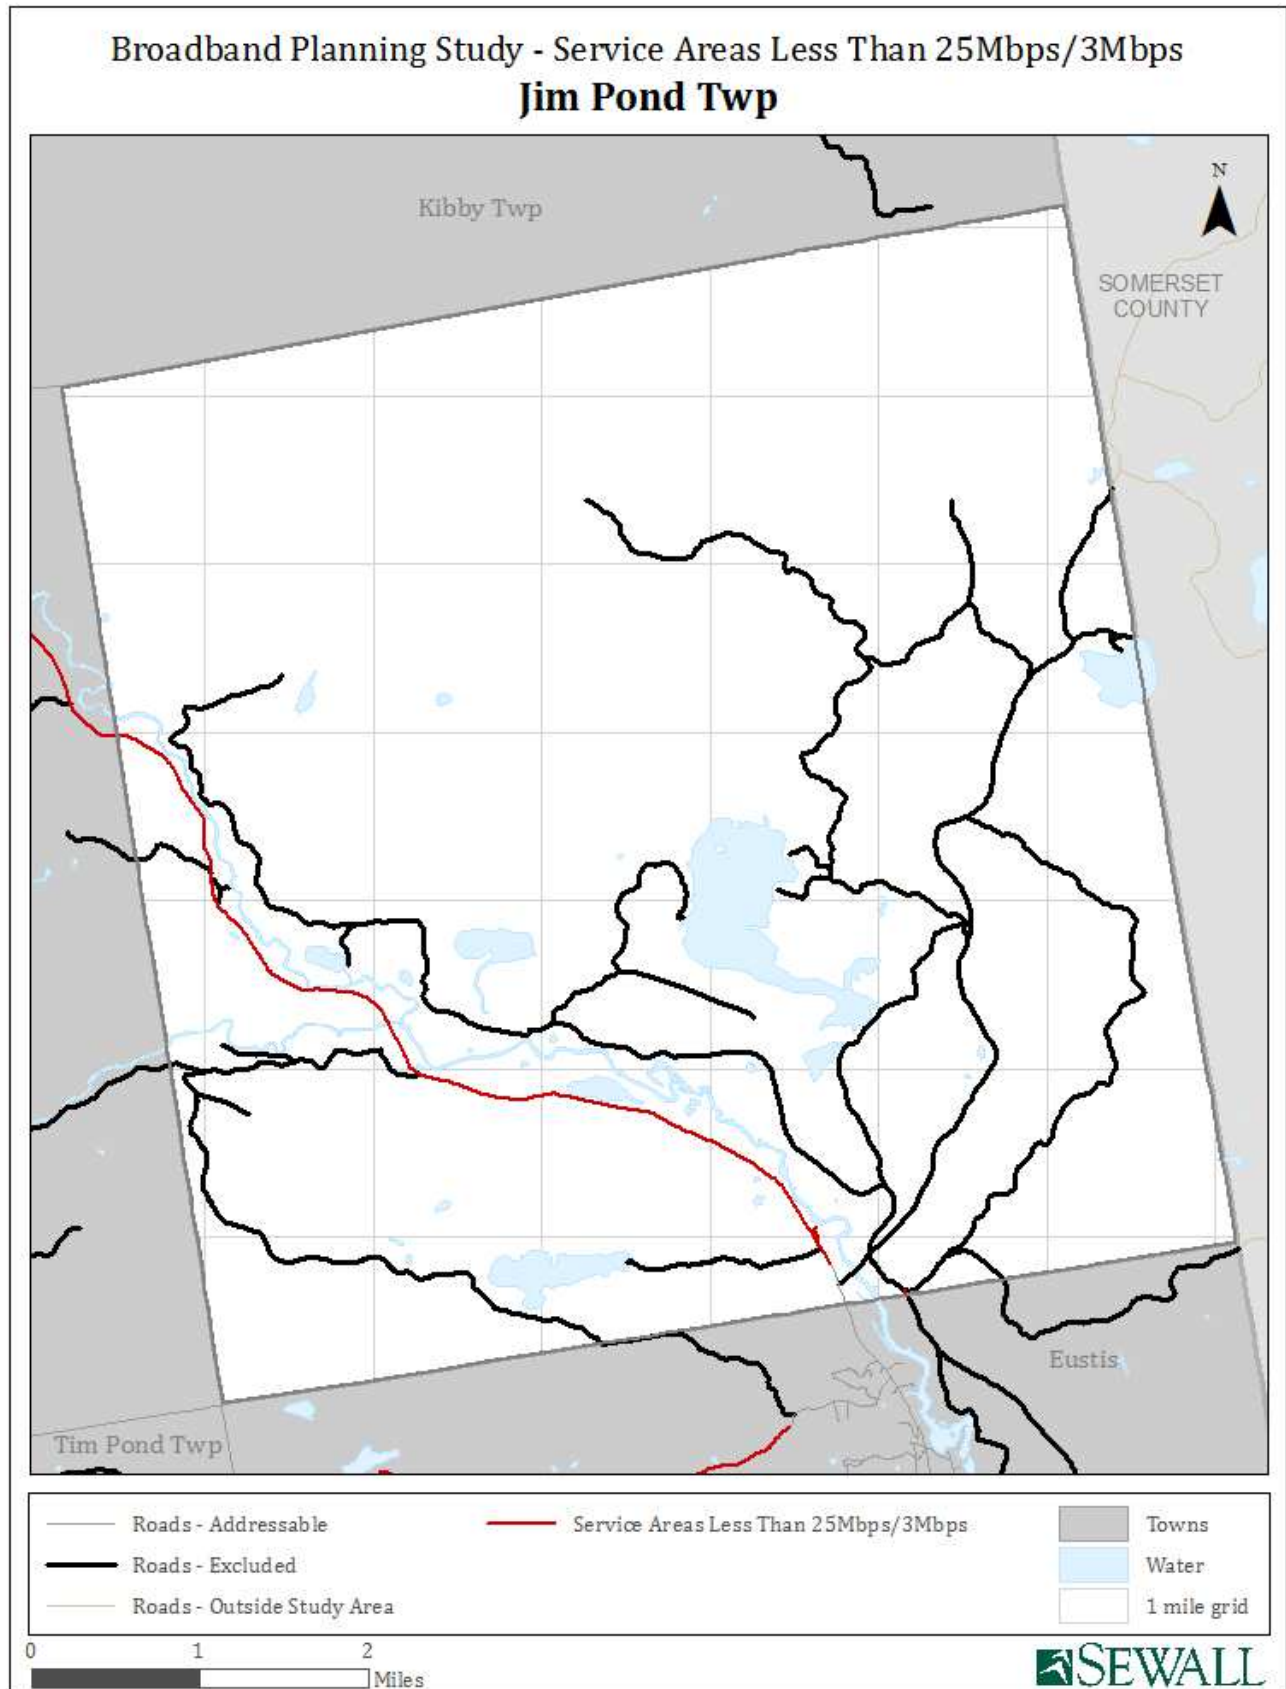 Broadband Planning Study - Service Areas Less Than 25Mbps/3Mbps
Jim Pond Twp
Kibby Twp
N
SOMERSET
COUNTY
Eustis
Tim Pond Twp
Roads - Addressable
Service Areas Less Than 25Mbps/3Mbps
Towns
Roads - Excluded
Water
Roads - Outside Study Area
1 mile grid
0 1 2
Miles
SEWALL